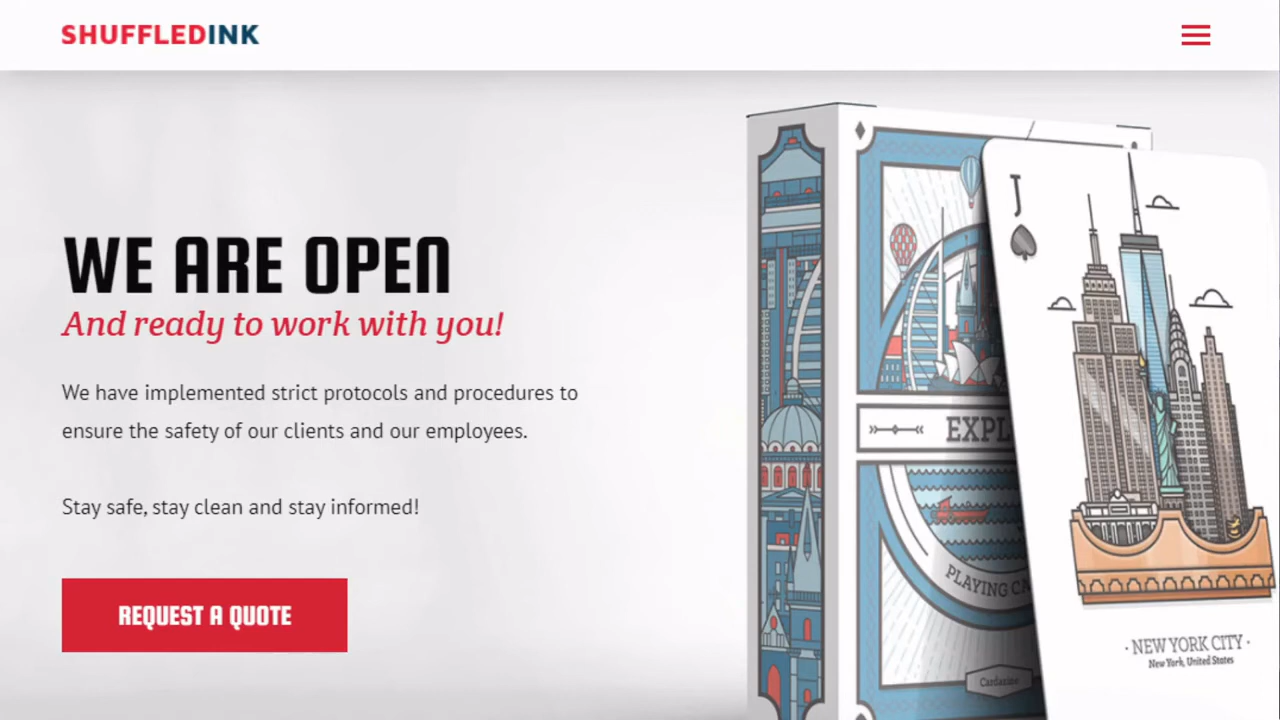 SHUFFLEDINK
WE ARE OPEN
And ready to work with you!
We have implemented strict protocols and procedures to
ensure the safety of our clients and our employees.
Stay safe, stay clean and stay informed!
REQUEST A QUOTE
J
EXPL
PLAYING CA
Cardazine
· NEW YORK CITY ·
New York, United States